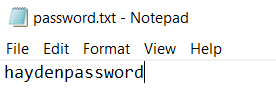 password.txt - Notepad
File Edit Format View Help
haydenpassword